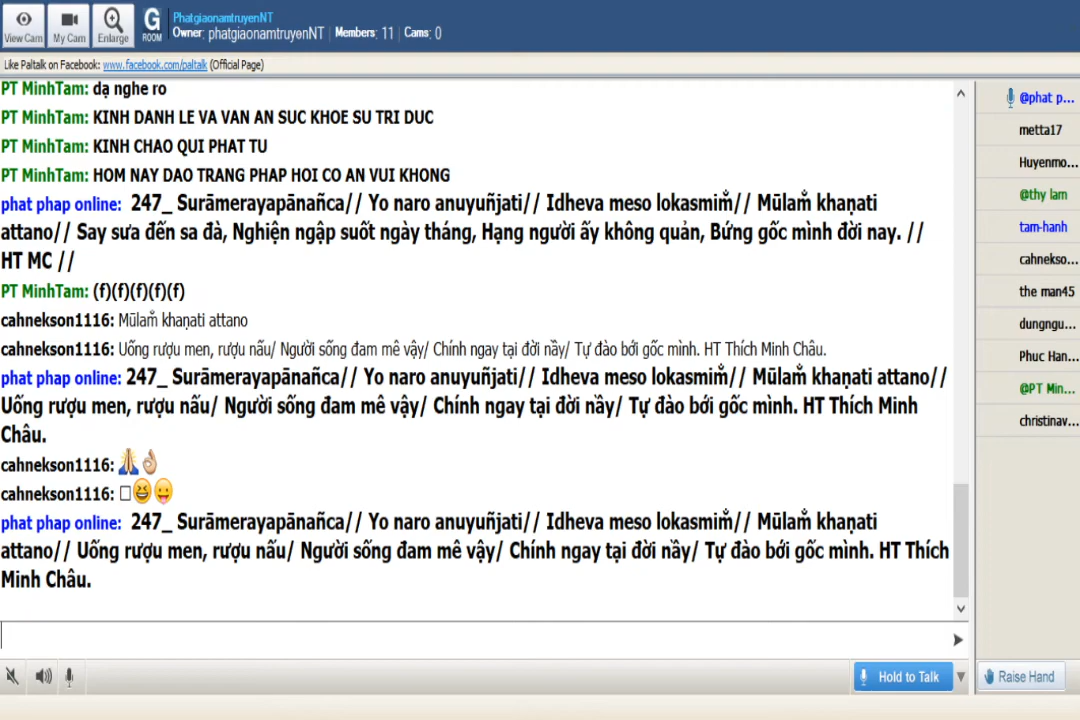 View Cam
My Cam
Enlarge
G
ROOM
PhatgiaonamtruyenNT
Owner: phatgiaonamtruyenNT | Members: 11 | Cams: 0
Like Paltalk on Facebook: www.facebook.com/paltalk (Official Page)
PT MinhTam: dạ nghe ro
PT MinhTam: KINH DANH LE VA VAN AN SUC KHOE SU TRI DUC
PT MinhTam: KINH CHAO QUI PHAT TU
PT MinhTam: HOM NAY DAO TRANG PHAP HOI CO AN VUI KHONG
phat phap online: 247_ Surāmerayapānañca// Yo naro anuyuñjati// Idheva meso lokasmiṁ// Mūlaṁ khaṇati
attano// Say sưa đến sa đà, Nghiện ngập suốt ngày tháng, Hạng người ấy không quản, Bứng gốc mình đời nay. //
HT MC //
PT MinhTam: (f)(f)(f)(f)(f)
cahnekson1116: Mūlaṁ khaṇati attano
cahnekson1116: Uống rượu men, rượu nấu/ Người sống đam mê vậy/ Chính ngay tại đời nầy/ Tự đào bới gốc mình. HT Thích Minh Châu.
phat phap online: 247_ Surāmerayapānañca// Yo naro anuyuñjati// Idheva meso lokasmiṁ// Mūlaṁ khaṇati attano//
Uống rượu men, rượu nấu/ Người sống đam mê vậy/ Chính ngay tại đời nầy/ Tự đào bới gốc mình. HT Thích Minh
Châu.
cahnekson1116: 🙏👌
cahnekson1116: □😆😛
phat phap online: 247_ Surāmerayapānañca// Yo naro anuyuñjati// Idheva meso lokasmiṁ// Mūlaṁ khaṇati
attano// Uống rượu men, rượu nấu/ Người sống đam mê vậy/ Chính ngay tại đời nầy/ Tự đào bới gốc mình. HT Thích
Minh Châu.
@phat p...
metta17
Huyenmo...
@thy lam
tam-hanh
cahnekso...
the man45
dungngu...
Phuc Han...
@PT Min...
christinav...
Hold to Talk
Raise Hand